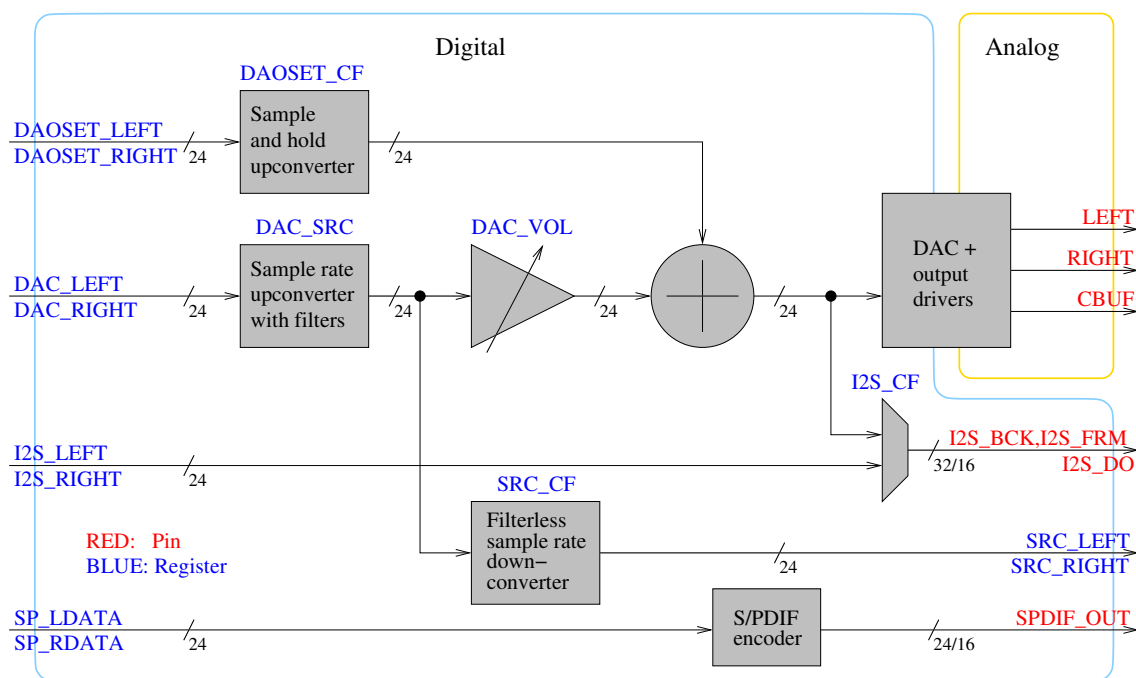 Digital
Analog
DAOSET_CF
DAOSET_LEFT
DAOSET_RIGHT
24
Sample
and hold
upconverter
24
DAC_SRC
DAC_VOL
DAC_LEFT
DAC_RIGHT
24
Sample rate
upconverter
with filters
24
24
24
DAC +
output
drivers
LEFT
RIGHT
CBUF
I2S_CF
I2S_LEFT
I2S_RIGHT
24
32/16
I2S_BCK,I2S_FRM
I2S_DO
SRC_CF
Filterless
sample rate
down-
converter
24
SRC_LEFT
SRC_RIGHT
RED: Pin
BLUE: Register
SP_LDATA
SP_RDATA
24
S/PDIF
encoder
24/16
SPDIF_OUT